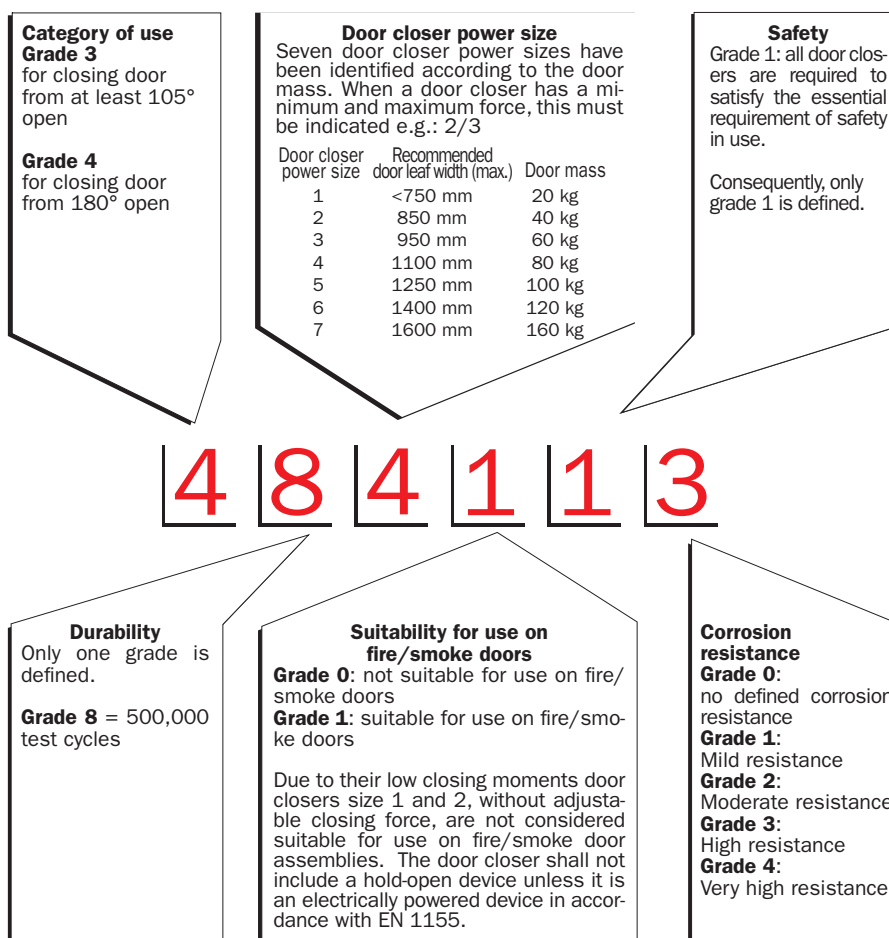 Category of use
Grade 3
for closing door
from at least 105°
open
Grade 4
for closing door
from 180° open
Door closer power size
Seven door closer power sizes have
been identified according to the door
mass. When a door closer has a mi-
nimum and maximum force, this must
be indicated e.g.: 2/3
Door closer power size Recommended door leaf width (max.) Door mass
1 <750 mm 20 kg
2 850 mm 40 kg
3 950 mm 60 kg
4 1100 mm 80 kg
5 1250 mm 100 kg
6 1400 mm 120 kg
7 1600 mm 160 kg
Safety
Grade 1: all door clos-
ers are required to
satisfy the essential
requirement of safety
in use.
Consequently, only
grade 1 is defined.
4 8 4 1 1 3
Durability
Only one grade is
defined.
Grade 8 = 500,000
test cycles
Suitability for use on
fire/smoke doors
Grade 0: not suitable for use on fire/
smoke doors
Grade 1: suitable for use on fire/smo-
ke doors
Due to their low closing moments door
closers size 1 and 2, without adjusta-
ble closing force, are not considered
suitable for use on fire/smoke door
assemblies. The door closer shall not
include a hold-open device unless it is
an electrically powered device in accor-
dance with EN 1155.
Corrosion
resistance
Grade 0:
no defined corrosion
resistance
Grade 1:
Mild resistance
Grade 2:
Moderate resistance
Grade 3:
High resistance
Grade 4:
Very high resistance